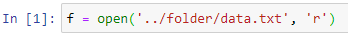 In [1]: f = open('../folder/data.txt', 'r')